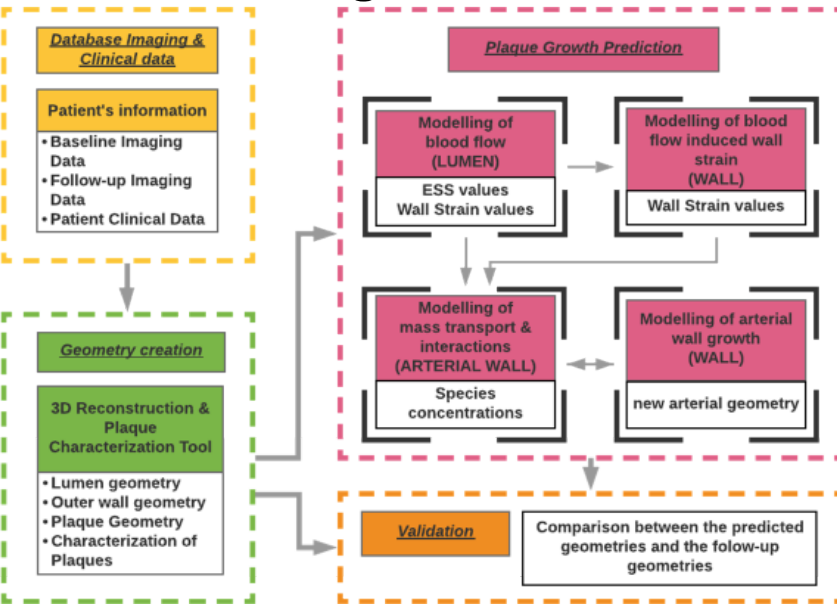 Database Imaging &
Clinical data
Patient's information
• Baseline Imaging
Data
• Follow-up Imaging
Data
• Patient Clinical Data
Geometry creation
3D Reconstruction &
Plaque
Characterization Tool
• Lumen geometry
• Outer wall geometry
• Plaque Geometry
• Characterization of
Plaques
Plaque Growth Prediction
Modelling of
blood flow
(LUMEN)
ESS values
Wall Strain values
Modelling of blood
flow induced wall
strain
(WALL)
Wall Strain values
Modelling of
mass transport &
interactions
(ARTERIAL WALL)
Species
concentrations
Modelling of arterial
wall growth
(WALL)
new arterial geometry
Validation
Comparison between the predicted
geometries and the folow-up
geometries